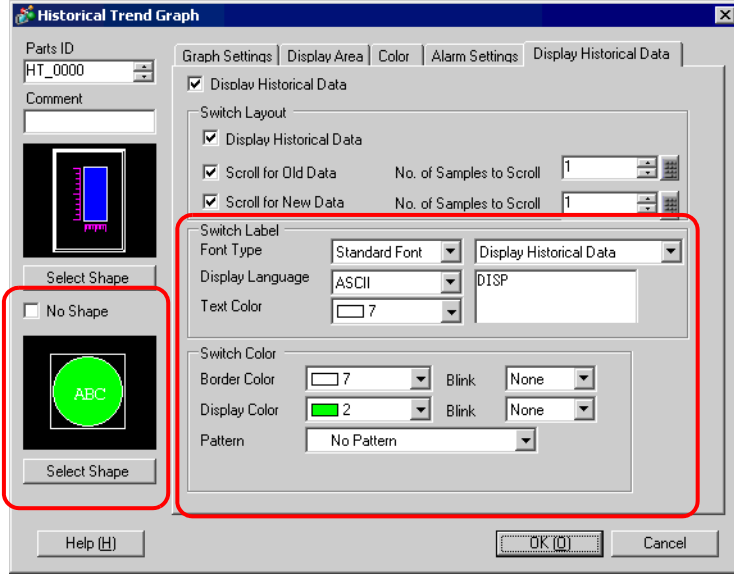 Historical Trend Graph
Parts ID
HT_0000
Comment
Select Shape
No Shape
ABC
Select Shape
Graph Settings Display Area Color Alarm Settings Display Historical Data
Display Historical Data
Switch Layout
Display Historical Data
Scroll for Old Data No. of Samples to Scroll 1
Scroll for New Data No. of Samples to Scroll 1
Switch Label
Font Type Standard Font Display Historical Data
Display Language ASCII DISP
Text Color 7
Switch Color
Border Color 7 Blink None
Display Color 2 Blink None
Pattern No Pattern
Help (H) OK (O) Cancel